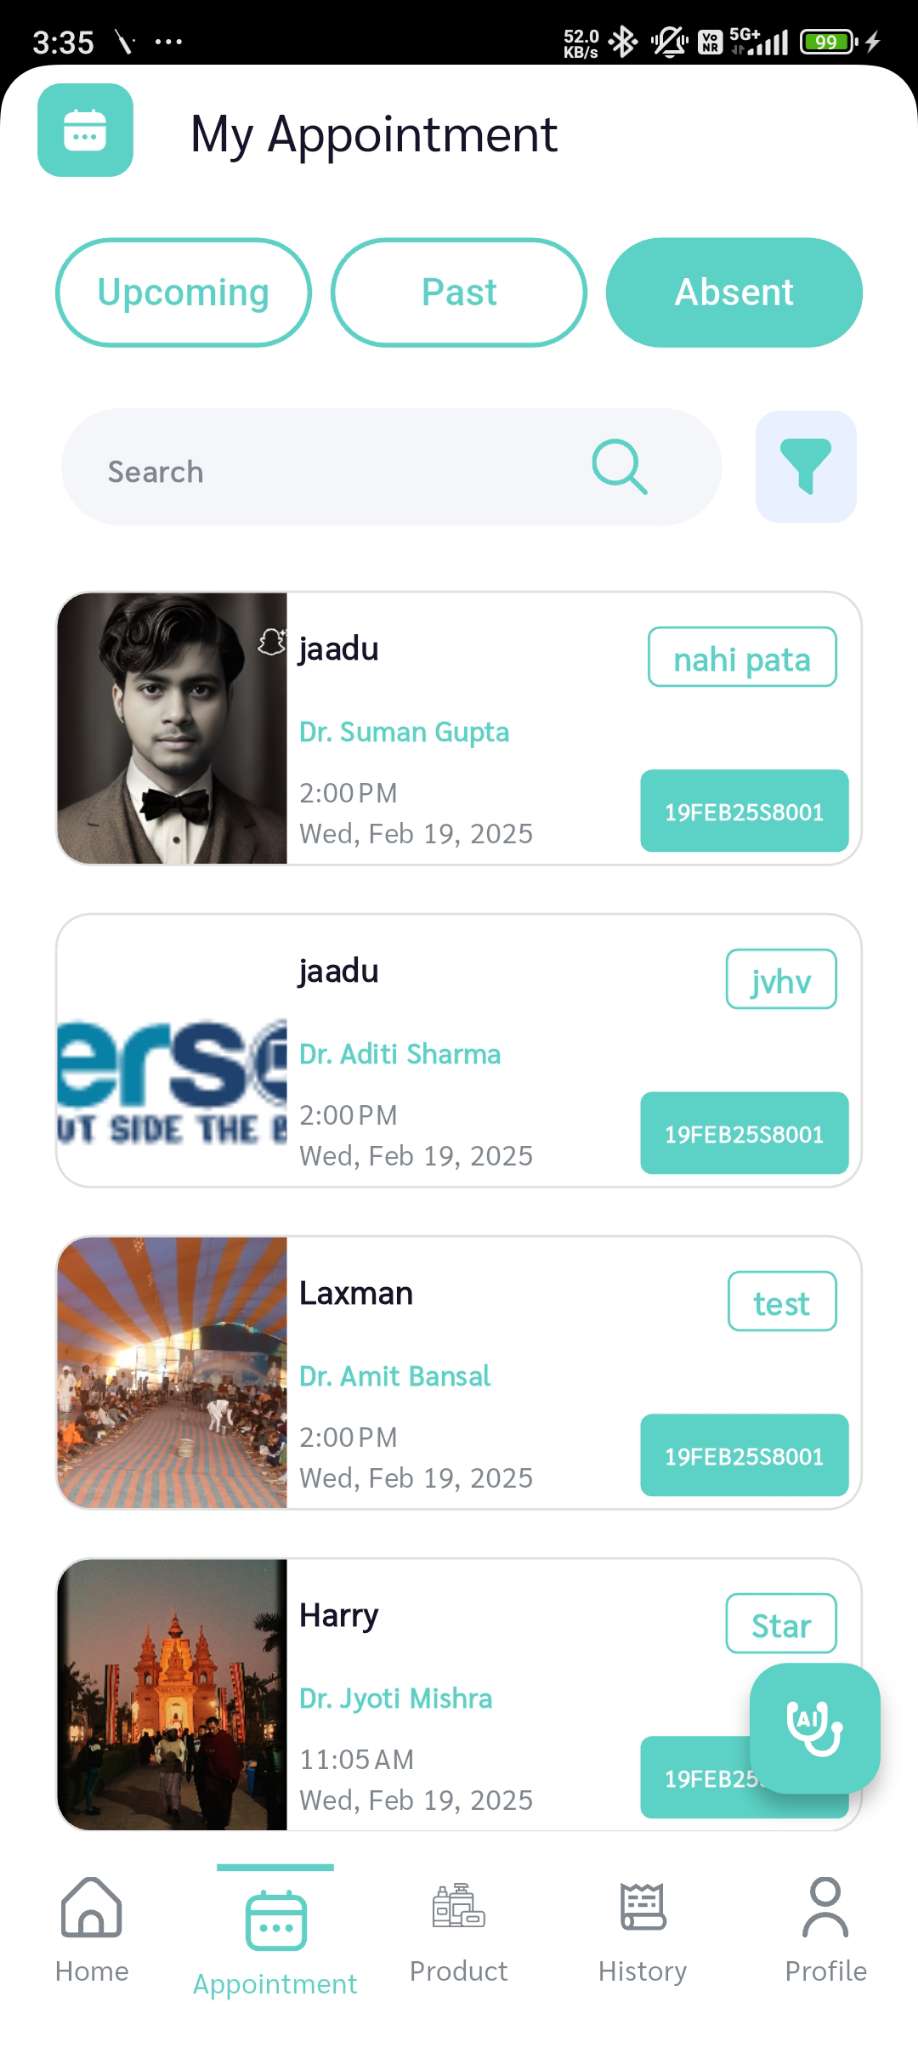 3:35
52.0
KB/s
Vo
NR
5G+
99
My Appointment
Upcoming
Past
Absent
Search
jaadu
nahi pata
Dr. Suman Gupta
2:00 PM
Wed, Feb 19, 2025
19FEB25S8001
jaadu
jvhv
Dr. Aditi Sharma
2:00 PM
Wed, Feb 19, 2025
19FEB25S8001
ers
UT SIDE THE
Laxman
test
Dr. Amit Bansal
2:00 PM
Wed, Feb 19, 2025
19FEB25S8001
Harry
Star
Dr. Jyoti Mishra
11:05 AM
Wed, Feb 19, 2025
19FEB25
AI
Home
Appointment
Product
History
Profile